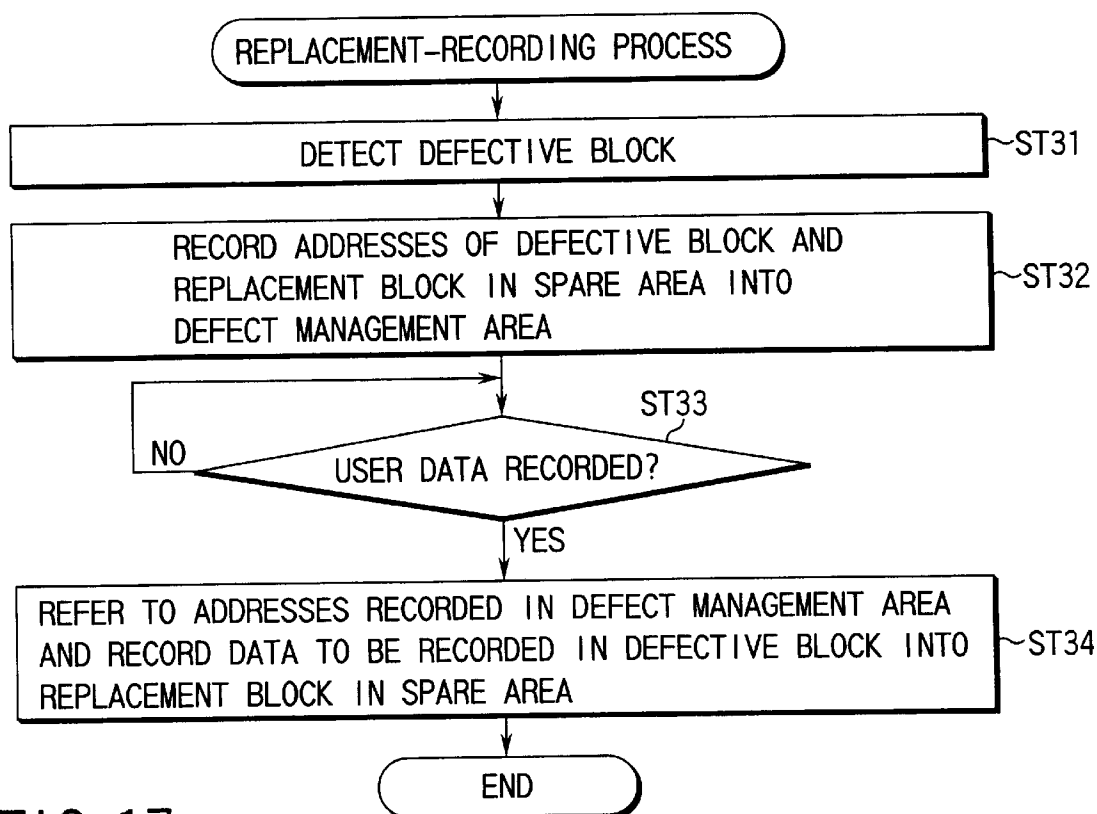 REPLACEMENT-RECORDING PROCESS
DETECT DEFECTIVE BLOCK
ST31
RECORD ADDRESSES OF DEFECTIVE BLOCK AND
REPLACEMENT BLOCK IN SPARE AREA INTO
DEFECT MANAGEMENT AREA
ST32
ST33
NO
USER DATA RECORDED?
YES
REFER TO ADDRESSES RECORDED IN DEFECT MANAGEMENT AREA
AND RECORD DATA TO BE RECORDED IN DEFECTIVE BLOCK INTO
REPLACEMENT BLOCK IN SPARE AREA
ST34
END